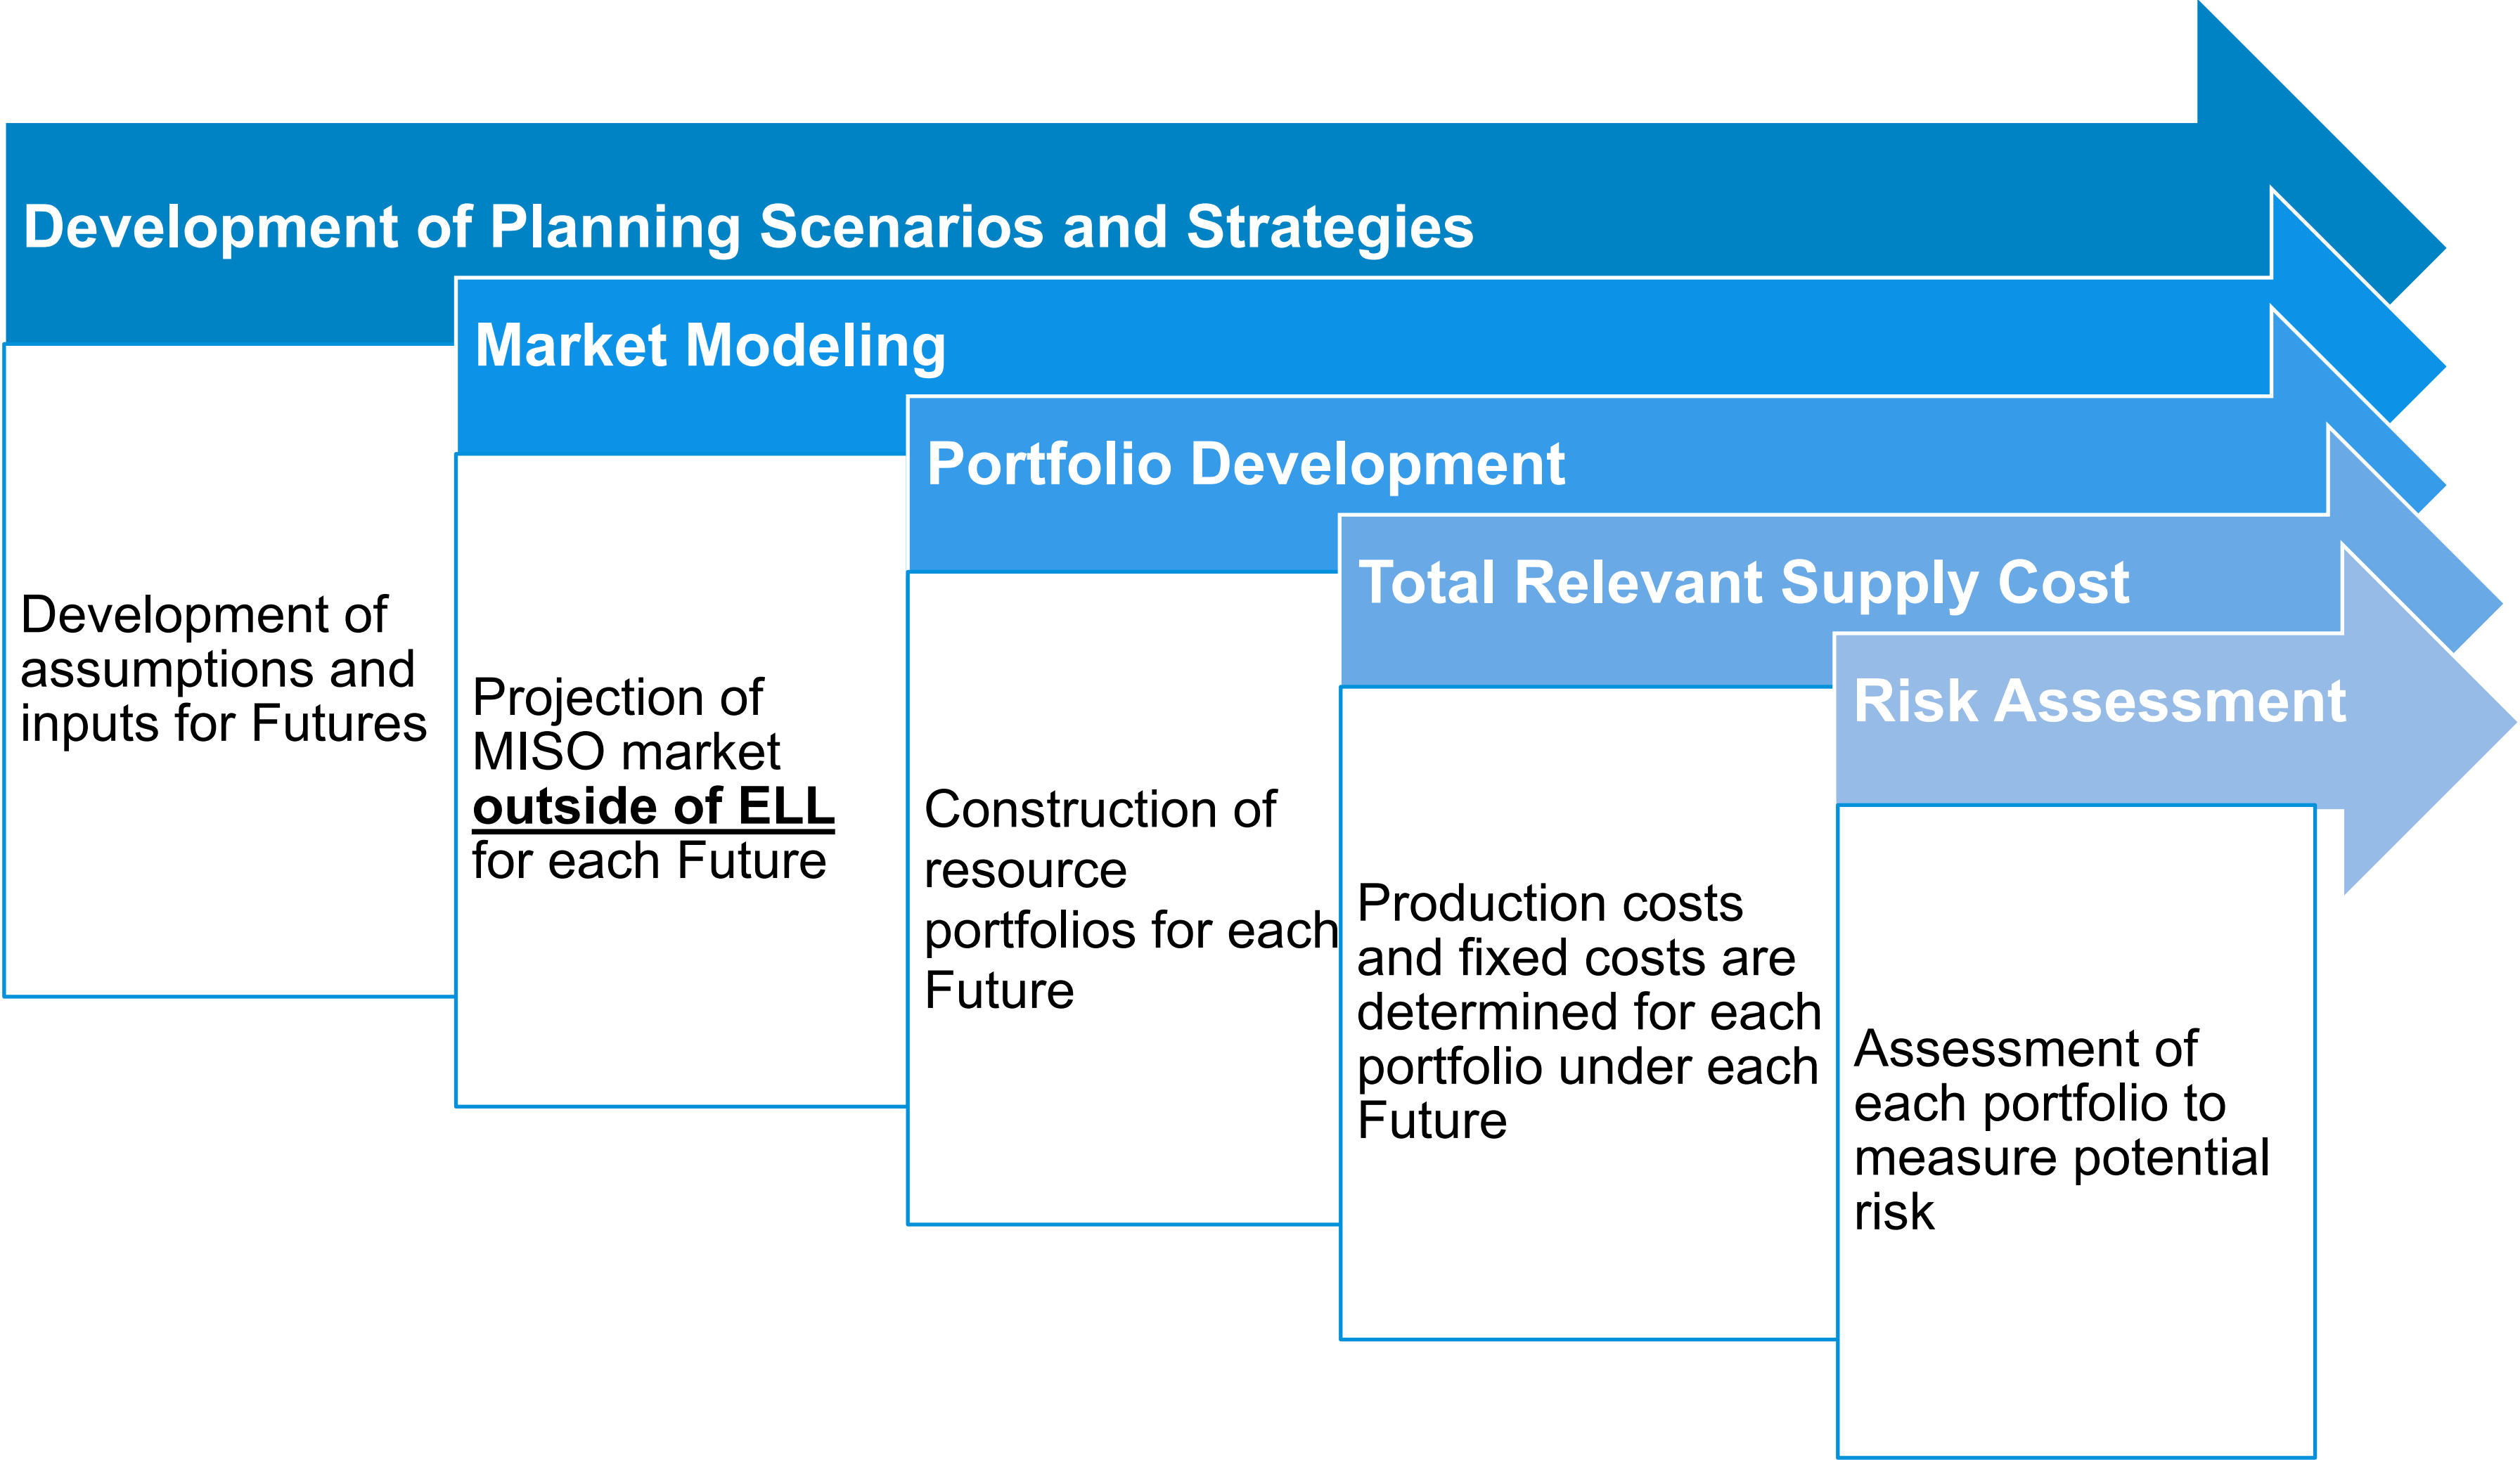 Development of Planning Scenarios and Strategies
Development of
assumptions and
inputs for Futures
Market Modeling
Projection of
MISO market
outside of ELL
for each Future
Portfolio Development
Construction of
resource
portfolios for each
Future
Total Relevant Supply Cost
Production costs
and fixed costs are
determined for each
portfolio under each
Future
Risk Assessment
Assessment of
each portfolio to
measure potential
risk